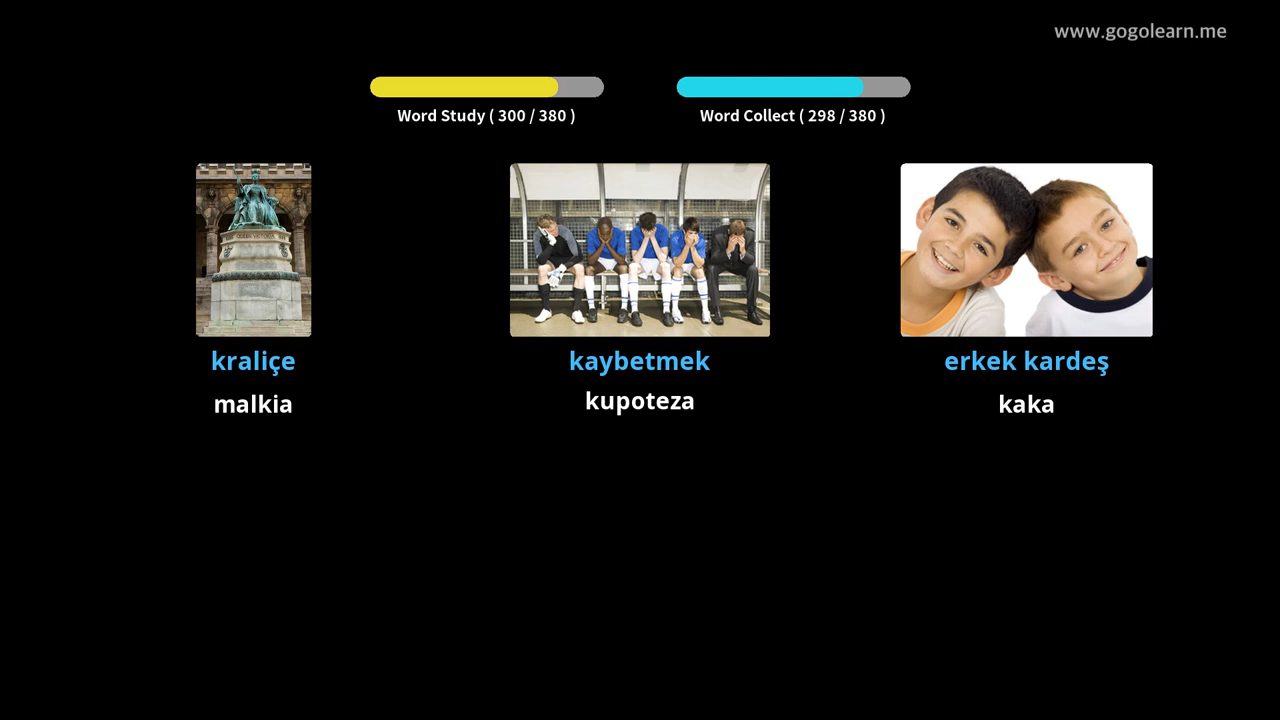 www.gogolearn.me
Word Study ( 300 / 380 )
Word Collect ( 298 / 380 )
kraliçe
kaybetmek
erkek kardeş
malkia
kupoteza
kaka